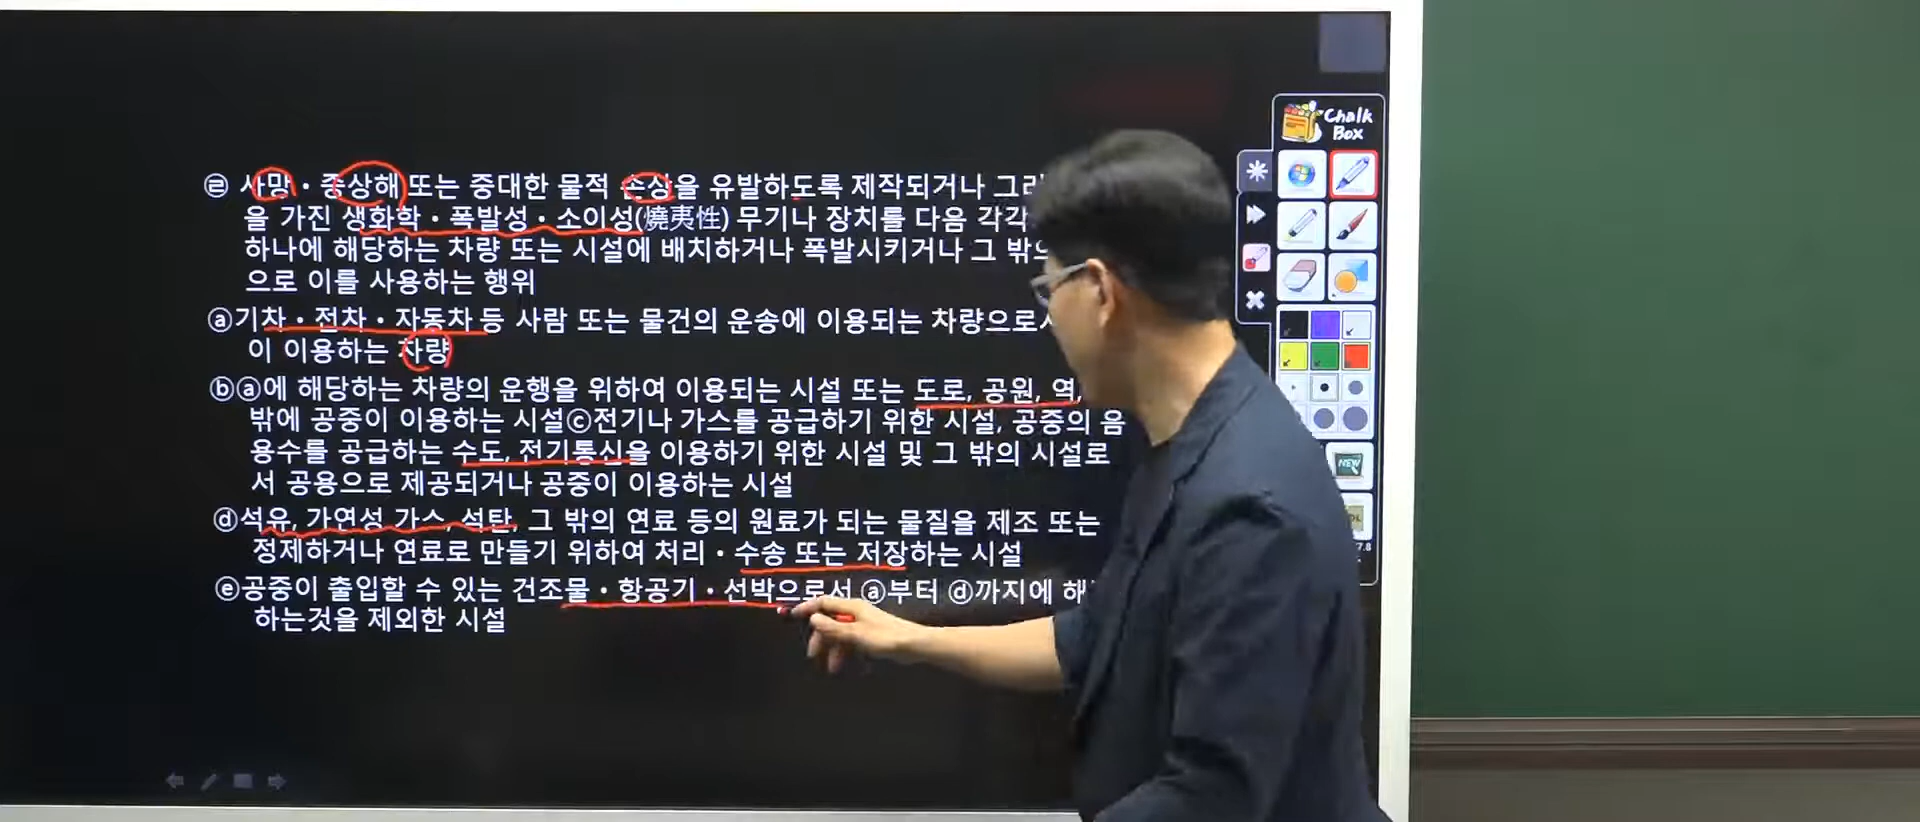 ㉣ 사망・중상해 또는 중대한 물적 손상을 유발하도록 제작되거나
을 가진 생화학・폭발성・소이성(燒夷性) 무기나 장치를 다음 각각
하나에 해당하는 차량 또는 시설에 배치하거나 폭발시키거나 그
으로 이를 사용하는 행위
ⓐ기차・전차・자동차 등 사람 또는 물건의 운송에 이용되는
이 이용하는 차량
ⓑⓐ에 해당하는 차량의 운행을 위하여 이용되는 시설 또는 도로, 공원, 역,
밖에 공중이 이용하는 시설ⓒ전기나 가스를 공급하기 위한 시설, 공중의 음
용수를 공급하는 수도, 전기통신을 이용하기 위한 시설 및 그 밖의 시설로
서 공용으로 제공되거나 공중이 이용하는 시설
ⓓ석유, 가연성 가스, 석탄, 그 밖의 연료 등의 원료가 되는 물질을 제조 또는
정제하거나 연료로 만들기 위하여 처리・수송 또는 저장하는 시설
ⓔ공중이 출입할 수 있는 건조물・항공기・선박으로서 ⓐ부터 ⓓ까지에
하는것을 제외한 시설
Chalk
Box
NEW